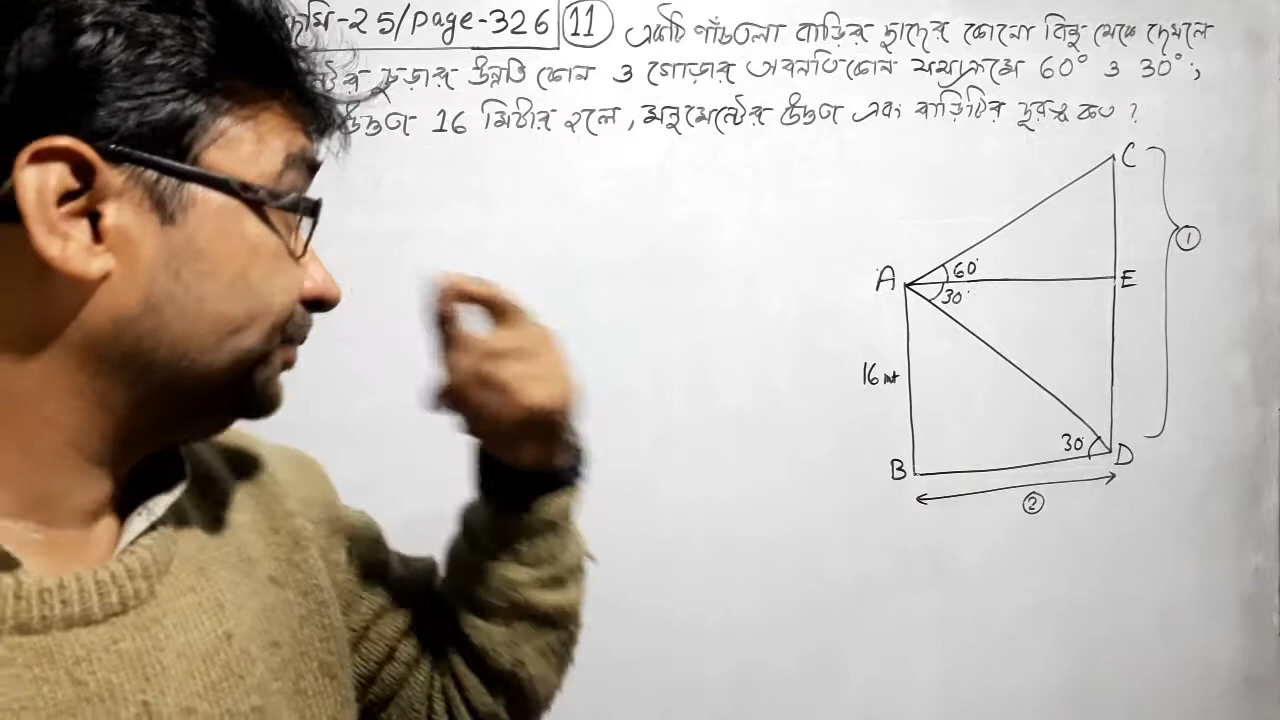 -25/page-326 11 একটি পাঁচতলা বাড়ির ছাদের কোনো বিন্দু থেকে দেখলে
চূড়ার উন্নতি কোন ও গোড়ার অবনতি কোন যথাক্রমে 60° ও 30°;
16 মিটার হলে, মনুমেন্টের উচ্চতা এবং বাড়িটির দূরত্ব কত?
C
1
60°
A
E
30°
16 mt
30
D
B
2